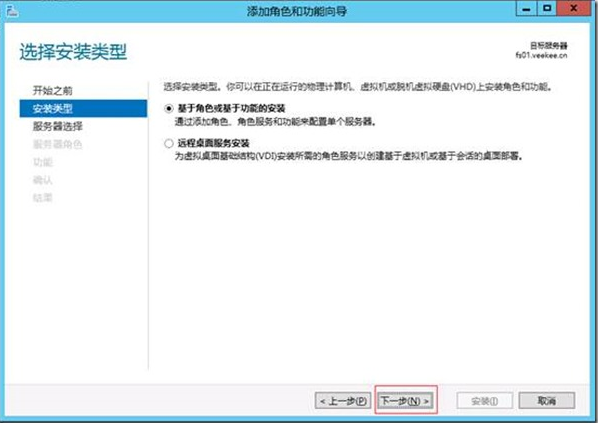 添加角色和功能向导
选择安装类型
目标服务器
fs01.veekee.cn
开始之前
安装类型
服务器选择
服务器角色
功能
确认
结果
选择安装类型。你可以在正在运行的物理计算机、虚拟机或脱机虚拟硬盘(VHD)上安装角色和功能。
基于角色或基于功能的安装
通过添加角色、角色服务和功能来配置单个服务器。
远程桌面服务安装
为虚拟桌面基础结构(VDI)安装所需的角色服务以创建基于虚拟机或基于会话的桌面部署。
< 上一步(P)
下一步(N) >
安装(I)
取消